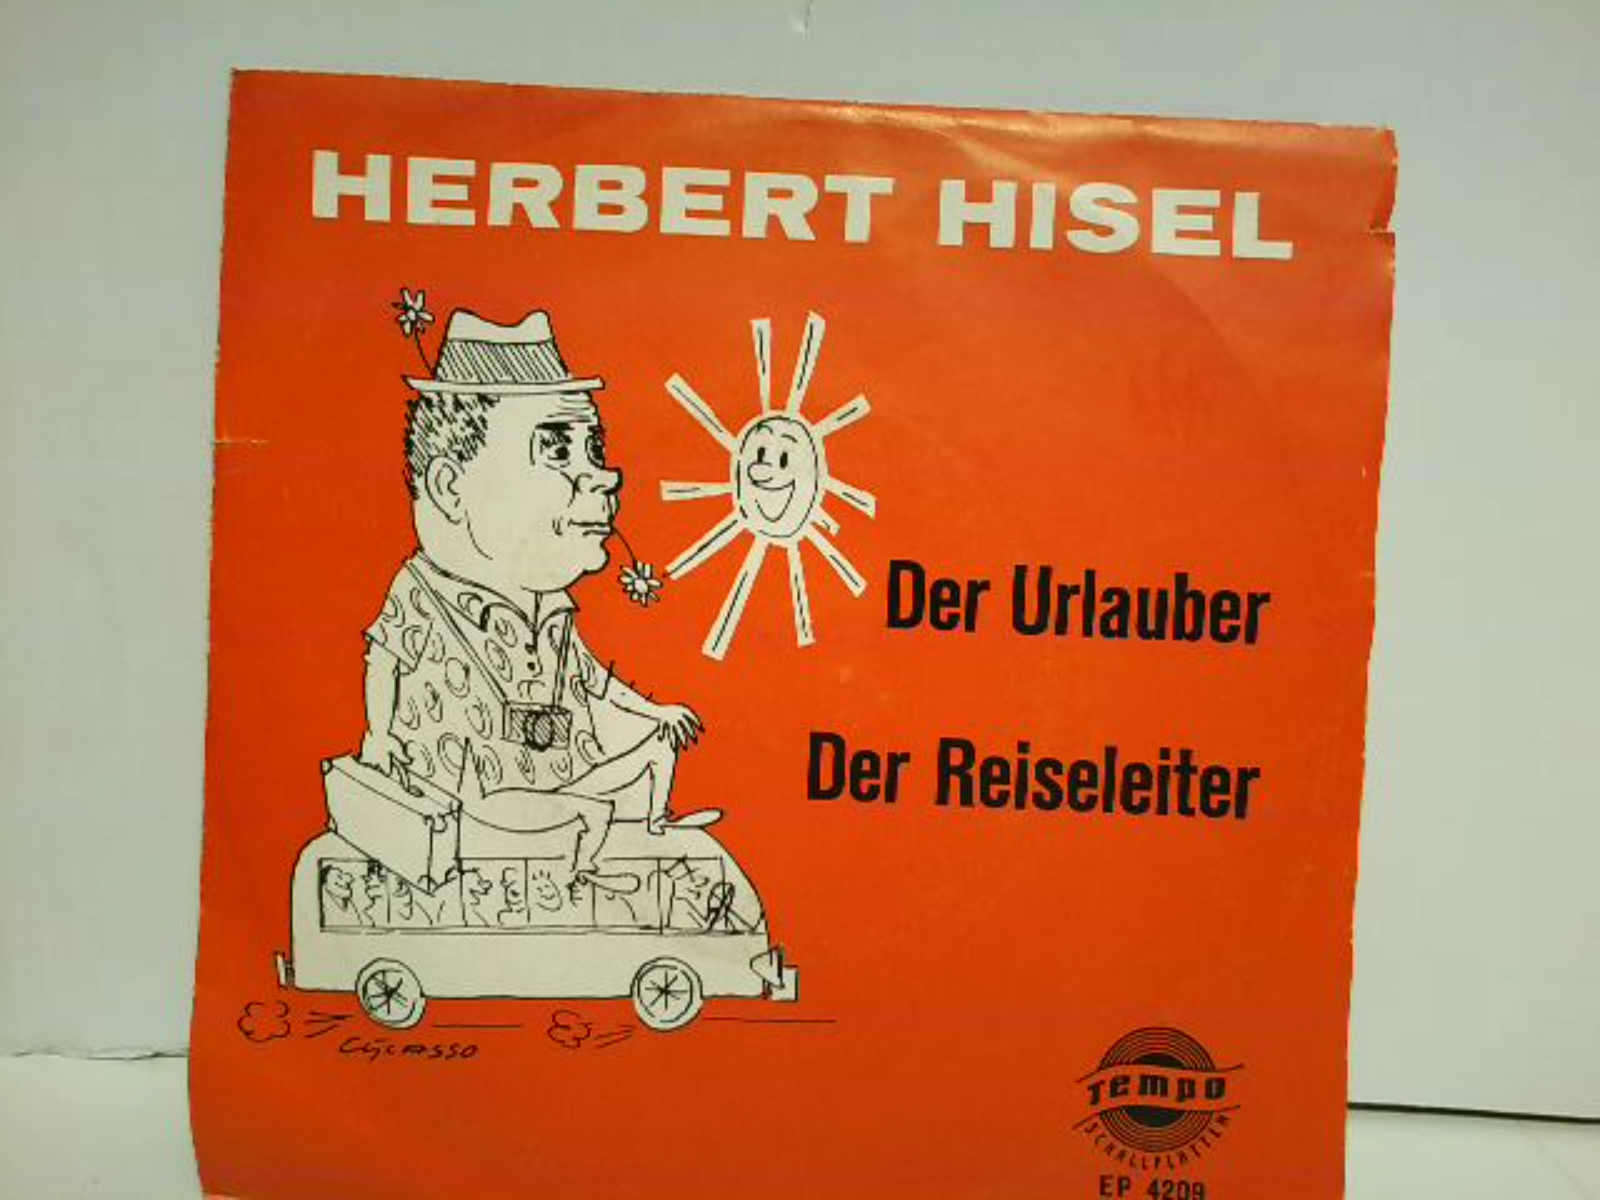 HERBERT HISEL
Der Urlauber
Der Reiseleiter
Tempo
SCHALLPLATTEN
EP 4209